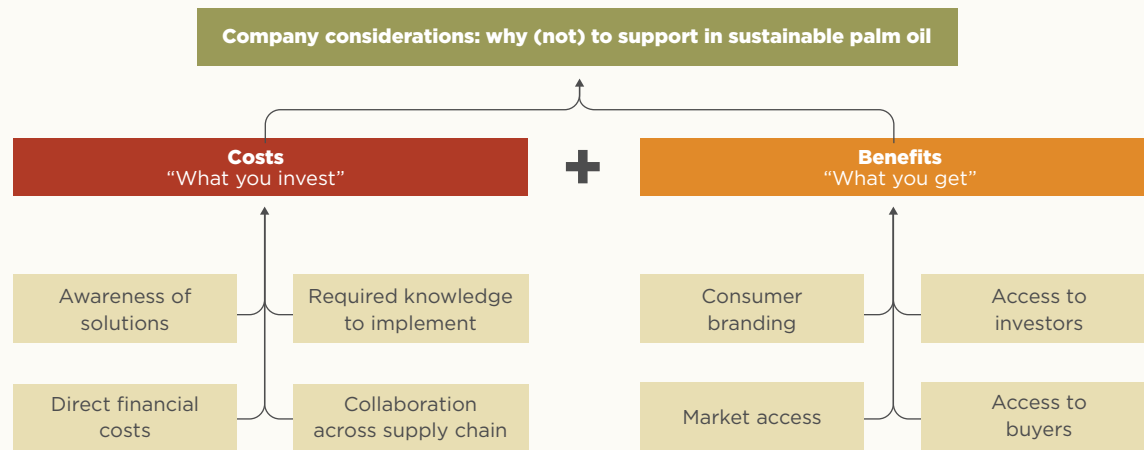 Company considerations: why (not) to support in sustainable palm oil
Costs
“What you invest”
Benefits
“What you get”
Awareness of
solutions
Required knowledge
to implement
Consumer
branding
Access to
investors
Direct financial
costs
Collaboration
across supply chain
Market access
Access to
buyers